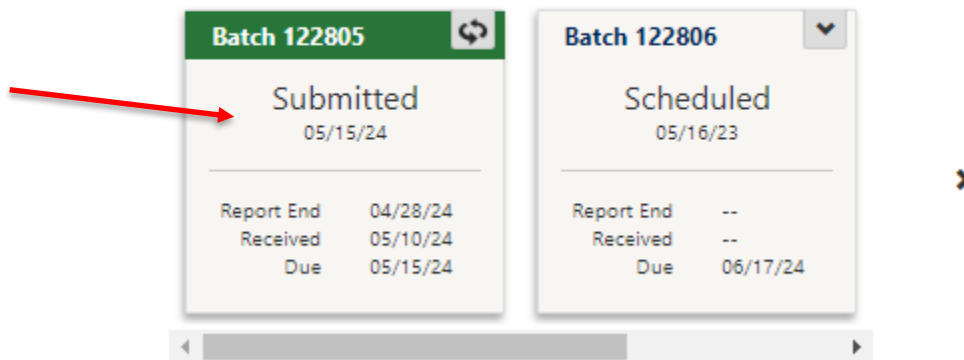 Batch 122805
Submitted
05/15/24
Report End 04/28/24
Received 05/10/24
Due 05/15/24
Batch 122806
Scheduled
05/16/23
Report End --
Received --
Due 06/17/24